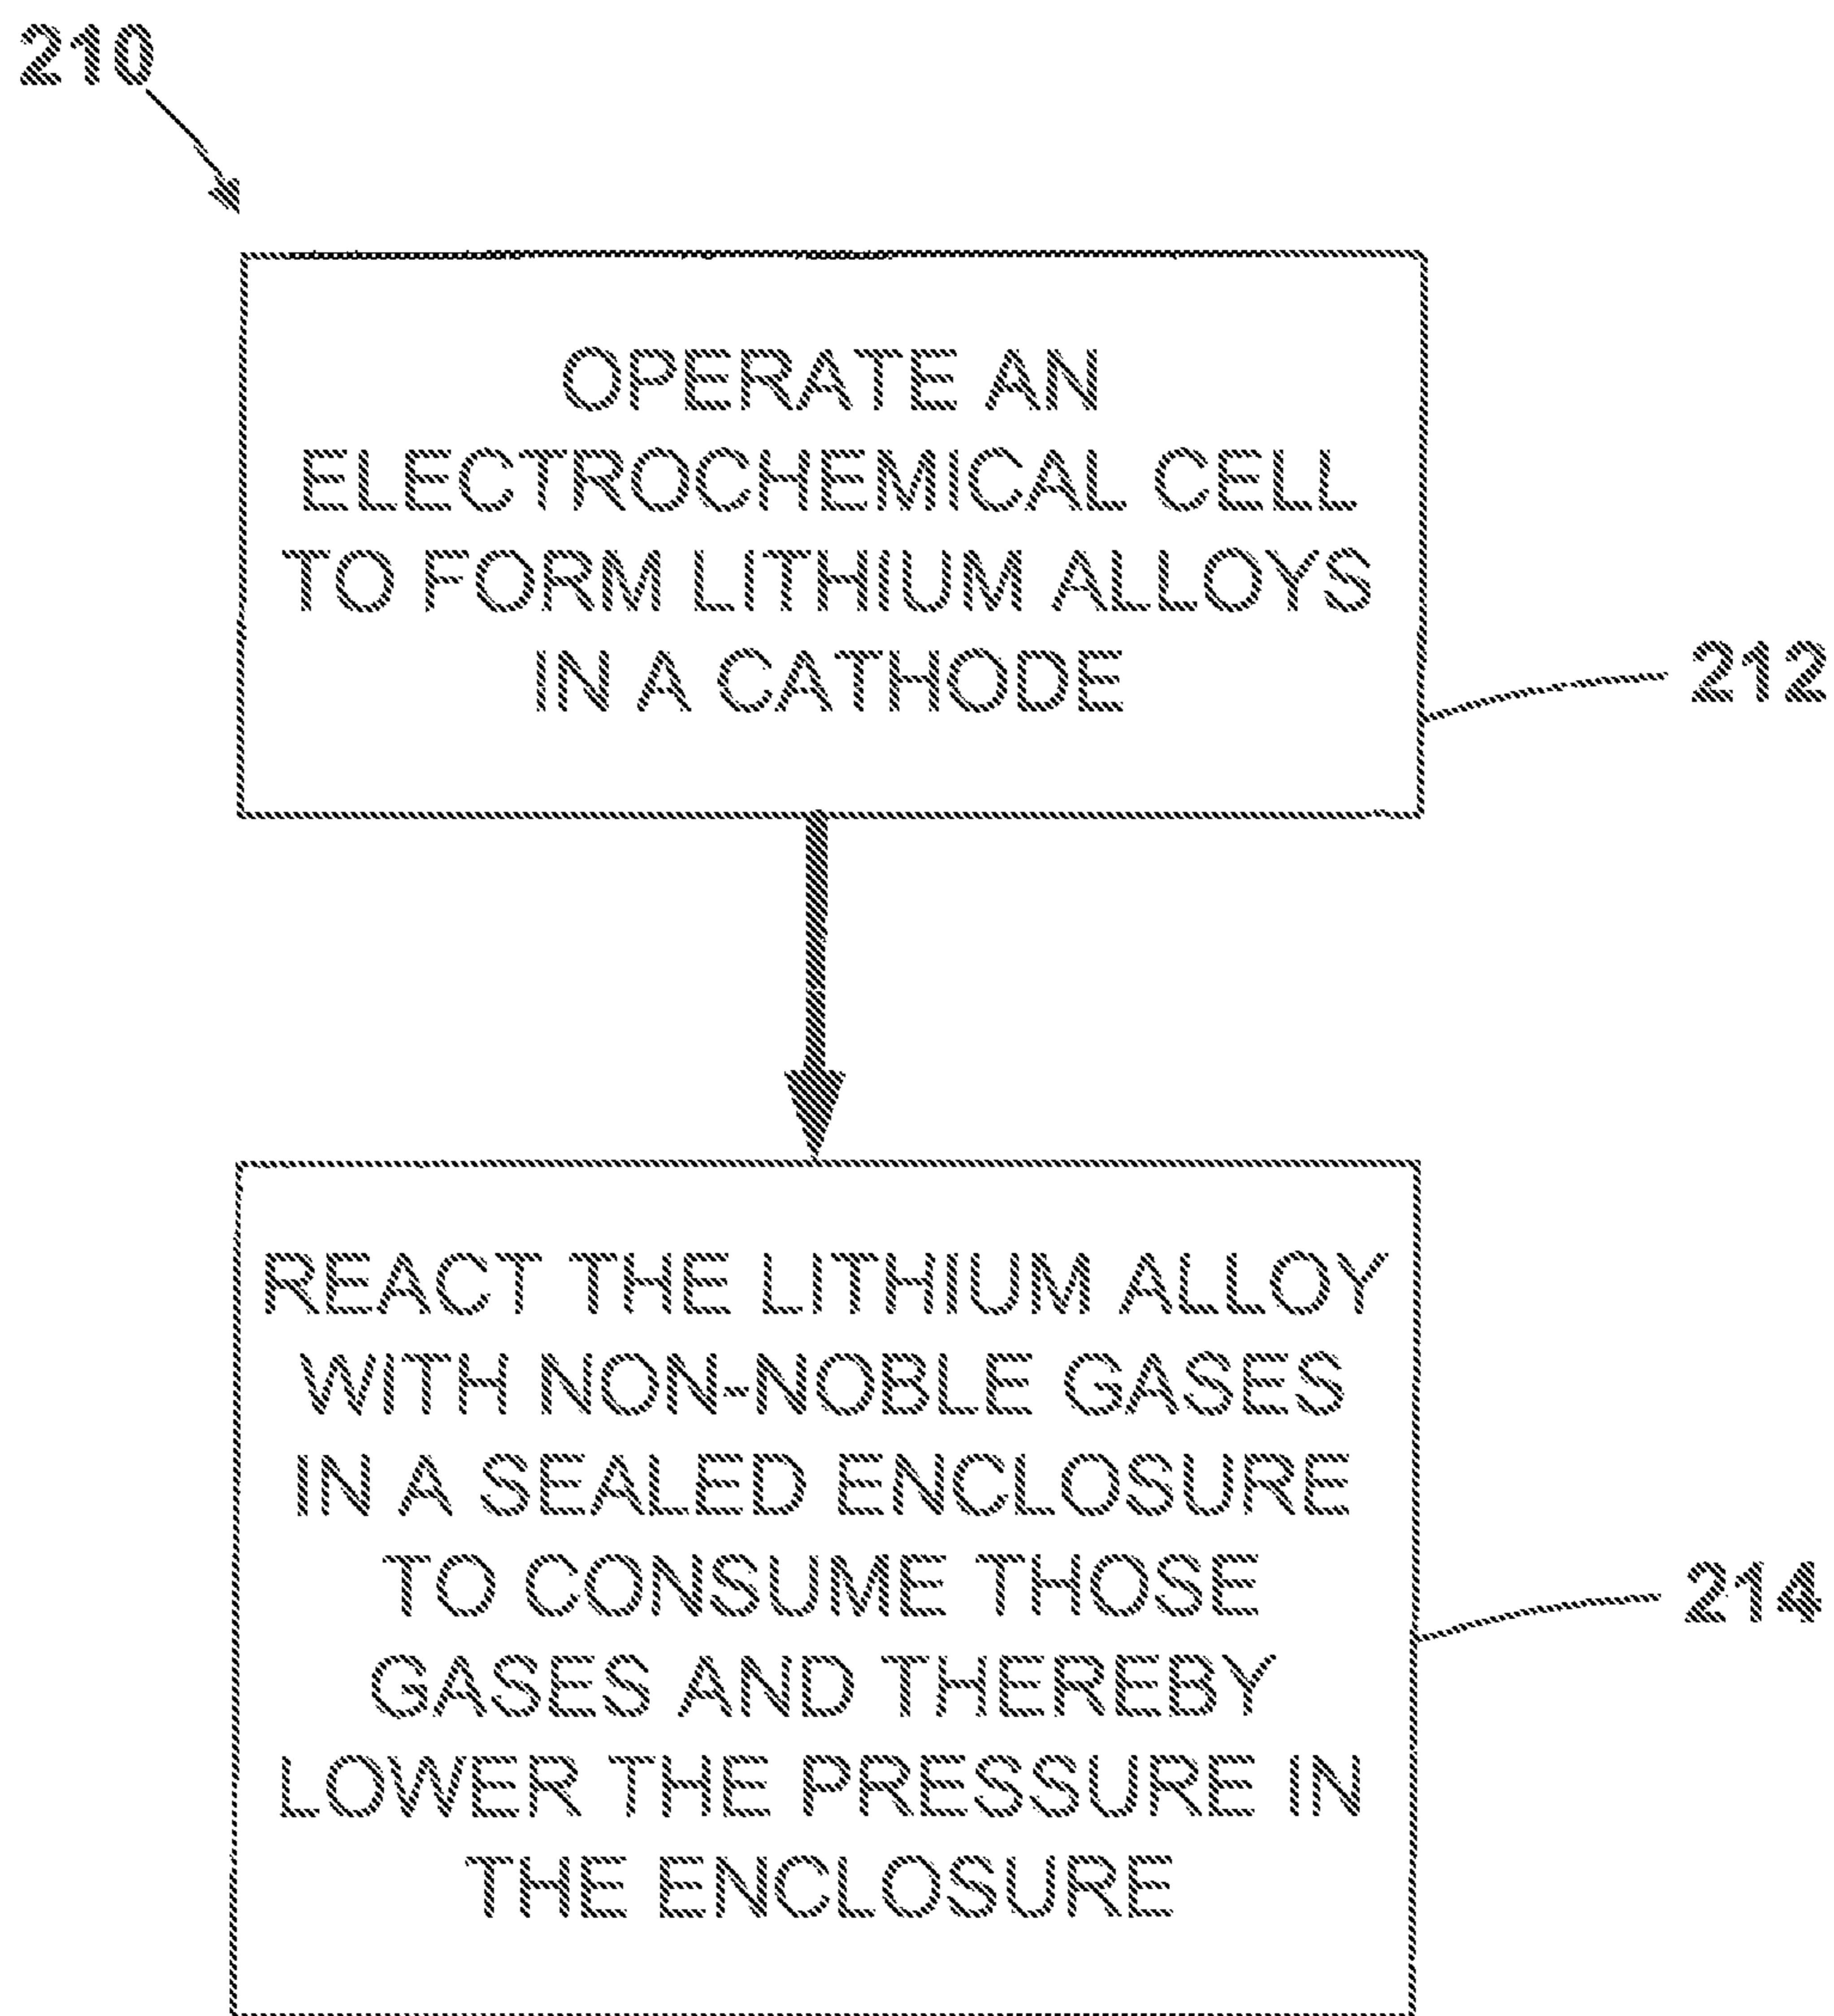 210
OPERATE AN
ELECTROCHEMICAL CELL
TO FORM LITHIUM ALLOYS
IN A CATHODE
212
REACT THE LITHIUM ALLOY
WITH NON-NOBLE GASES
IN A SEALED ENCLOSURE
TO CONSUME THOSE
GASES AND THEREBY
LOWER THE PRESSURE IN
THE ENCLOSURE
214